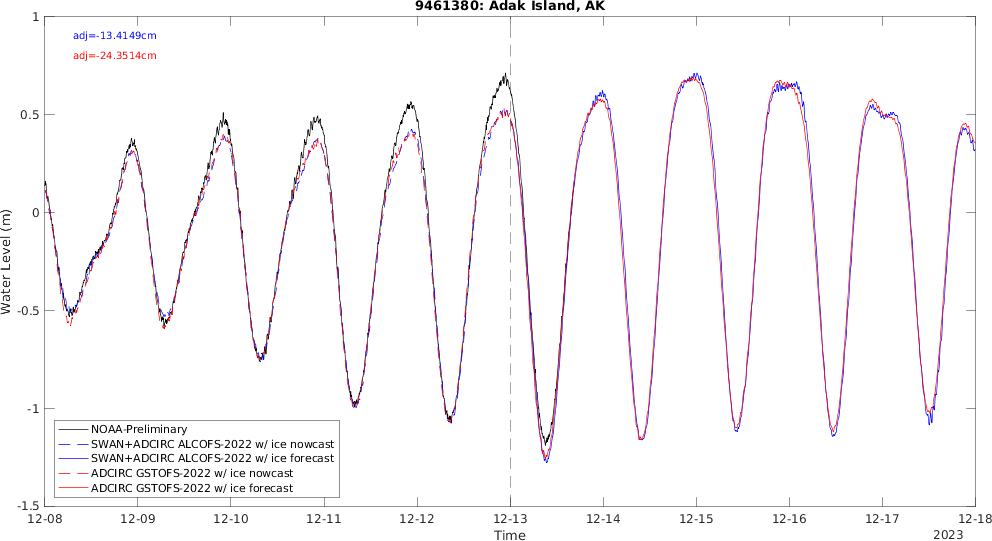 9461380: Adak Island, AK
adj=-13.4149cm
adj=-24.3514cm
Water Level (m)
1
0.5
0
-0.5
-1
-1.5
NOAA-Preliminary
SWAN+ADCIRC ALCOFS-2022 w/ ice nowcast
SWAN+ADCIRC ALCOFS-2022 w/ ice forecast
ADCIRC GSTOFS-2022 w/ ice nowcast
ADCIRC GSTOFS-2022 w/ ice forecast
12-08 12-09 12-10 12-11 12-12 12-13 12-14 12-15 12-16 12-17 12-18
Time
2023